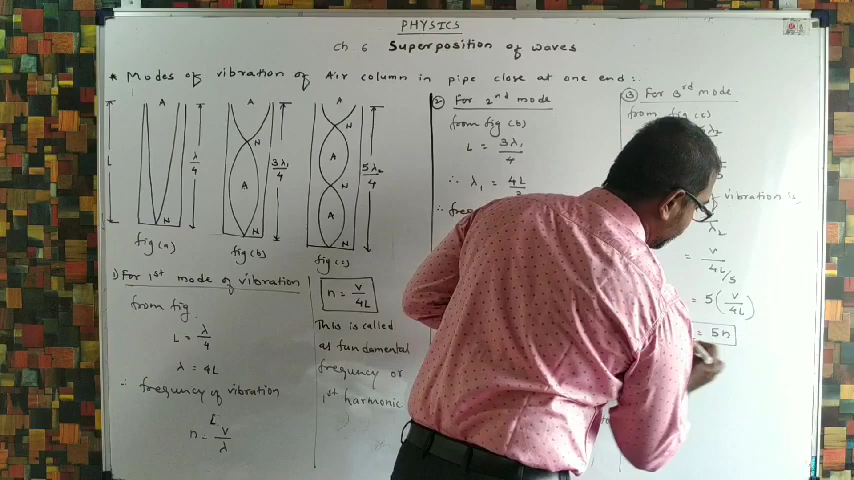 PHYSICS
Ch 6 Superposition of waves
* Modes of vibration of Air column in pipe close at one end:
A
A
A
L
λ/4
N
N
A
3λ₁/4
N
N
A
N
A
5λ₂/4
N
fig (a)
fig (b)
fig (c)
1) For 1st mode of vibration
from fig.
L = λ/4
λ = 4L
∴ frequncy of vibration
n = v/λ
n = v/4L
This is called
as fundamental
frequncy or
1st harmonic
② For 2nd mode
from fig (b)
L = 3λ₁/4
∴ λ₁ = 4L
③ For 3rd mode
from fig (c)
vibration is,
λ₂
= v/4L/5
= 5 (v/4L)
= 5n